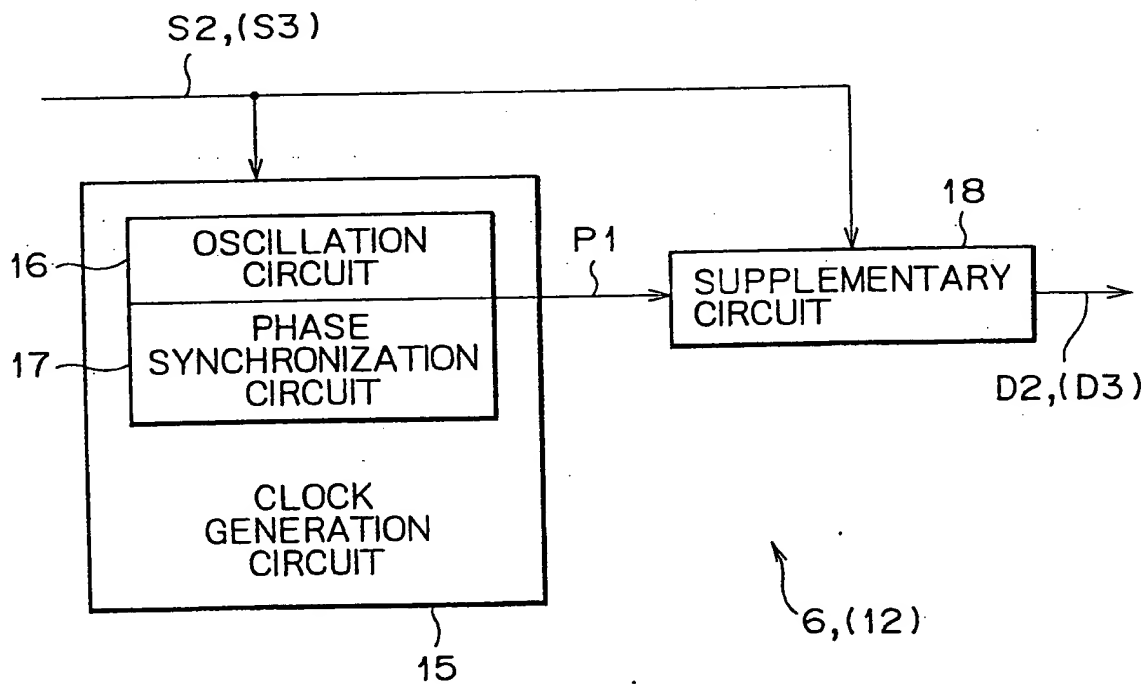 S2,(S3)
18
OSCILLATION
CIRCUIT
16
P1
SUPPLEMENTARY
CIRCUIT
PHASE
SYNCHRONIZATION
CIRCUIT
17
D2,(D3)
CLOCK
GENERATION
CIRCUIT
6,(12)
15